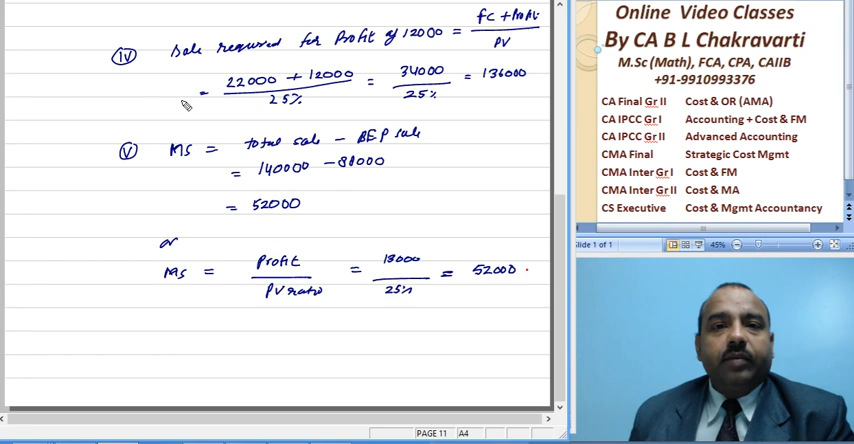 (iv) Sale required for Profit of 12000 = FC + Profit / PV
= 22000 + 12000 / 25% = 34000 / 25% = 136000
(v) MS = total sale - BEP sale
= 140000 - 88000
= 52000
or
MS = Profit / PV ratio = 13000 / 25% = 52000
PAGE 11 A4
Online Video Classes
By CA B L Chakravarti
M.Sc (Math), FCA, CPA, CAIIB
+91-9910993376
CA Final Gr II Cost & OR (AMA)
CA IPCC Gr I Accounting + Cost & FM
CA IPCC Gr II Advanced Accounting
CMA Final Strategic Cost Mgmt
CMA Inter Gr I Cost & FM
CMA Inter Gr II Cost & MA
CS Executive Cost & Mgmt Accountancy
Slide 1 of 1 45%